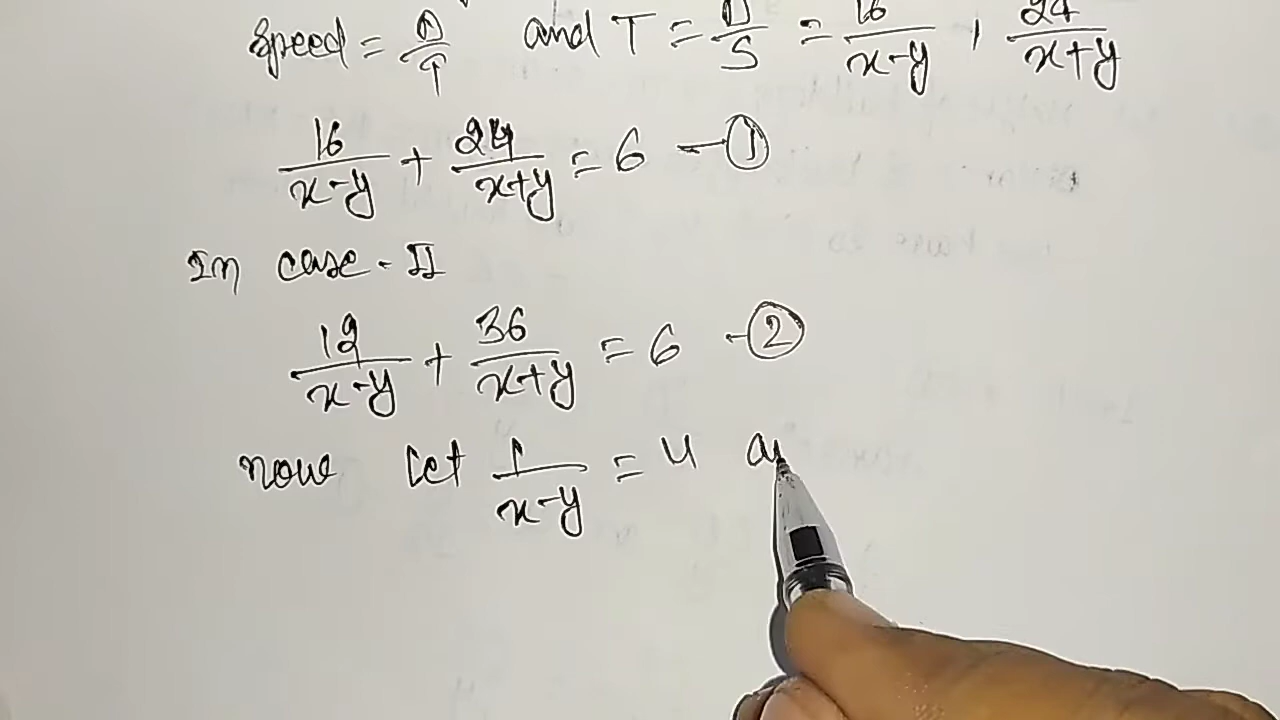 Speed = D/T and T = D/S = 16/x-y , 24/x+y
16/x-y + 24/x+y = 6 — ①
In case - II
12/x-y + 36/x+y = 6 - ②
now let 1/x-y = u